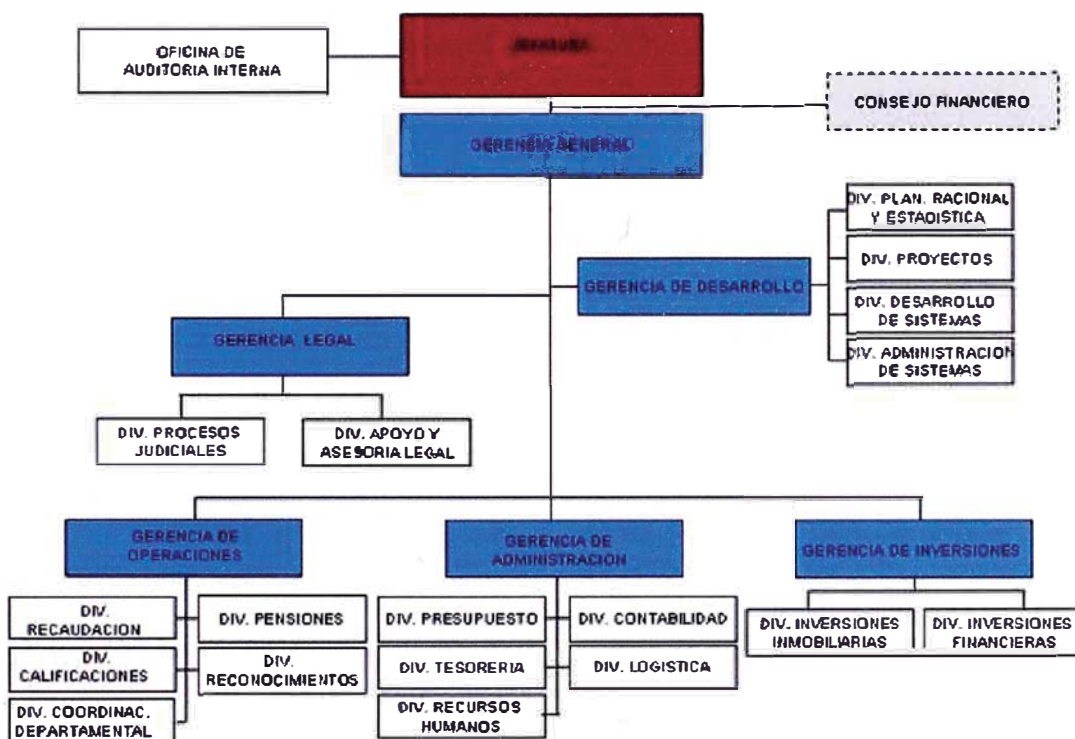 OFICINA DE
AUDITORIA INTERNA
JEFATURA
CONSEJO FINANCIERO
GERENCIA GENERAL
DIV. PLAN. RACIONAL
Y ESTADISTICA
DIV. PROYECTOS
GERENCIA DE DESARROLLO
DIV. DESARROLLO
DE SISTEMAS
DIV. ADMINISTRACION
DE SISTEMAS
GERENCIA LEGAL
DIV. PROCESOS
JUDICIALES
DIV. APOYO Y
ASESORIA LEGAL
GERENCIA DE
OPERACIONES
GERENCIA DE
ADMINISTRACION
GERENCIA DE INVERSIONES
DIV.
RECAUDACION
DIV. PENSIONES
DIV.
CALIFICACIONES
DIV.
RECONOCIMIENTOS
DIV. COORDINAC.
DEPARTAMENTAL
DIV. PRESUPUESTO
DIV. CONTABILIDAD
DIV. TESORERIA
DIV. LOGISTICA
DIV. RECURSOS
HUMANOS
DIV. INVERSIONES
INMOBILIARIAS
DIV. INVERSIONES
FINANCIERAS